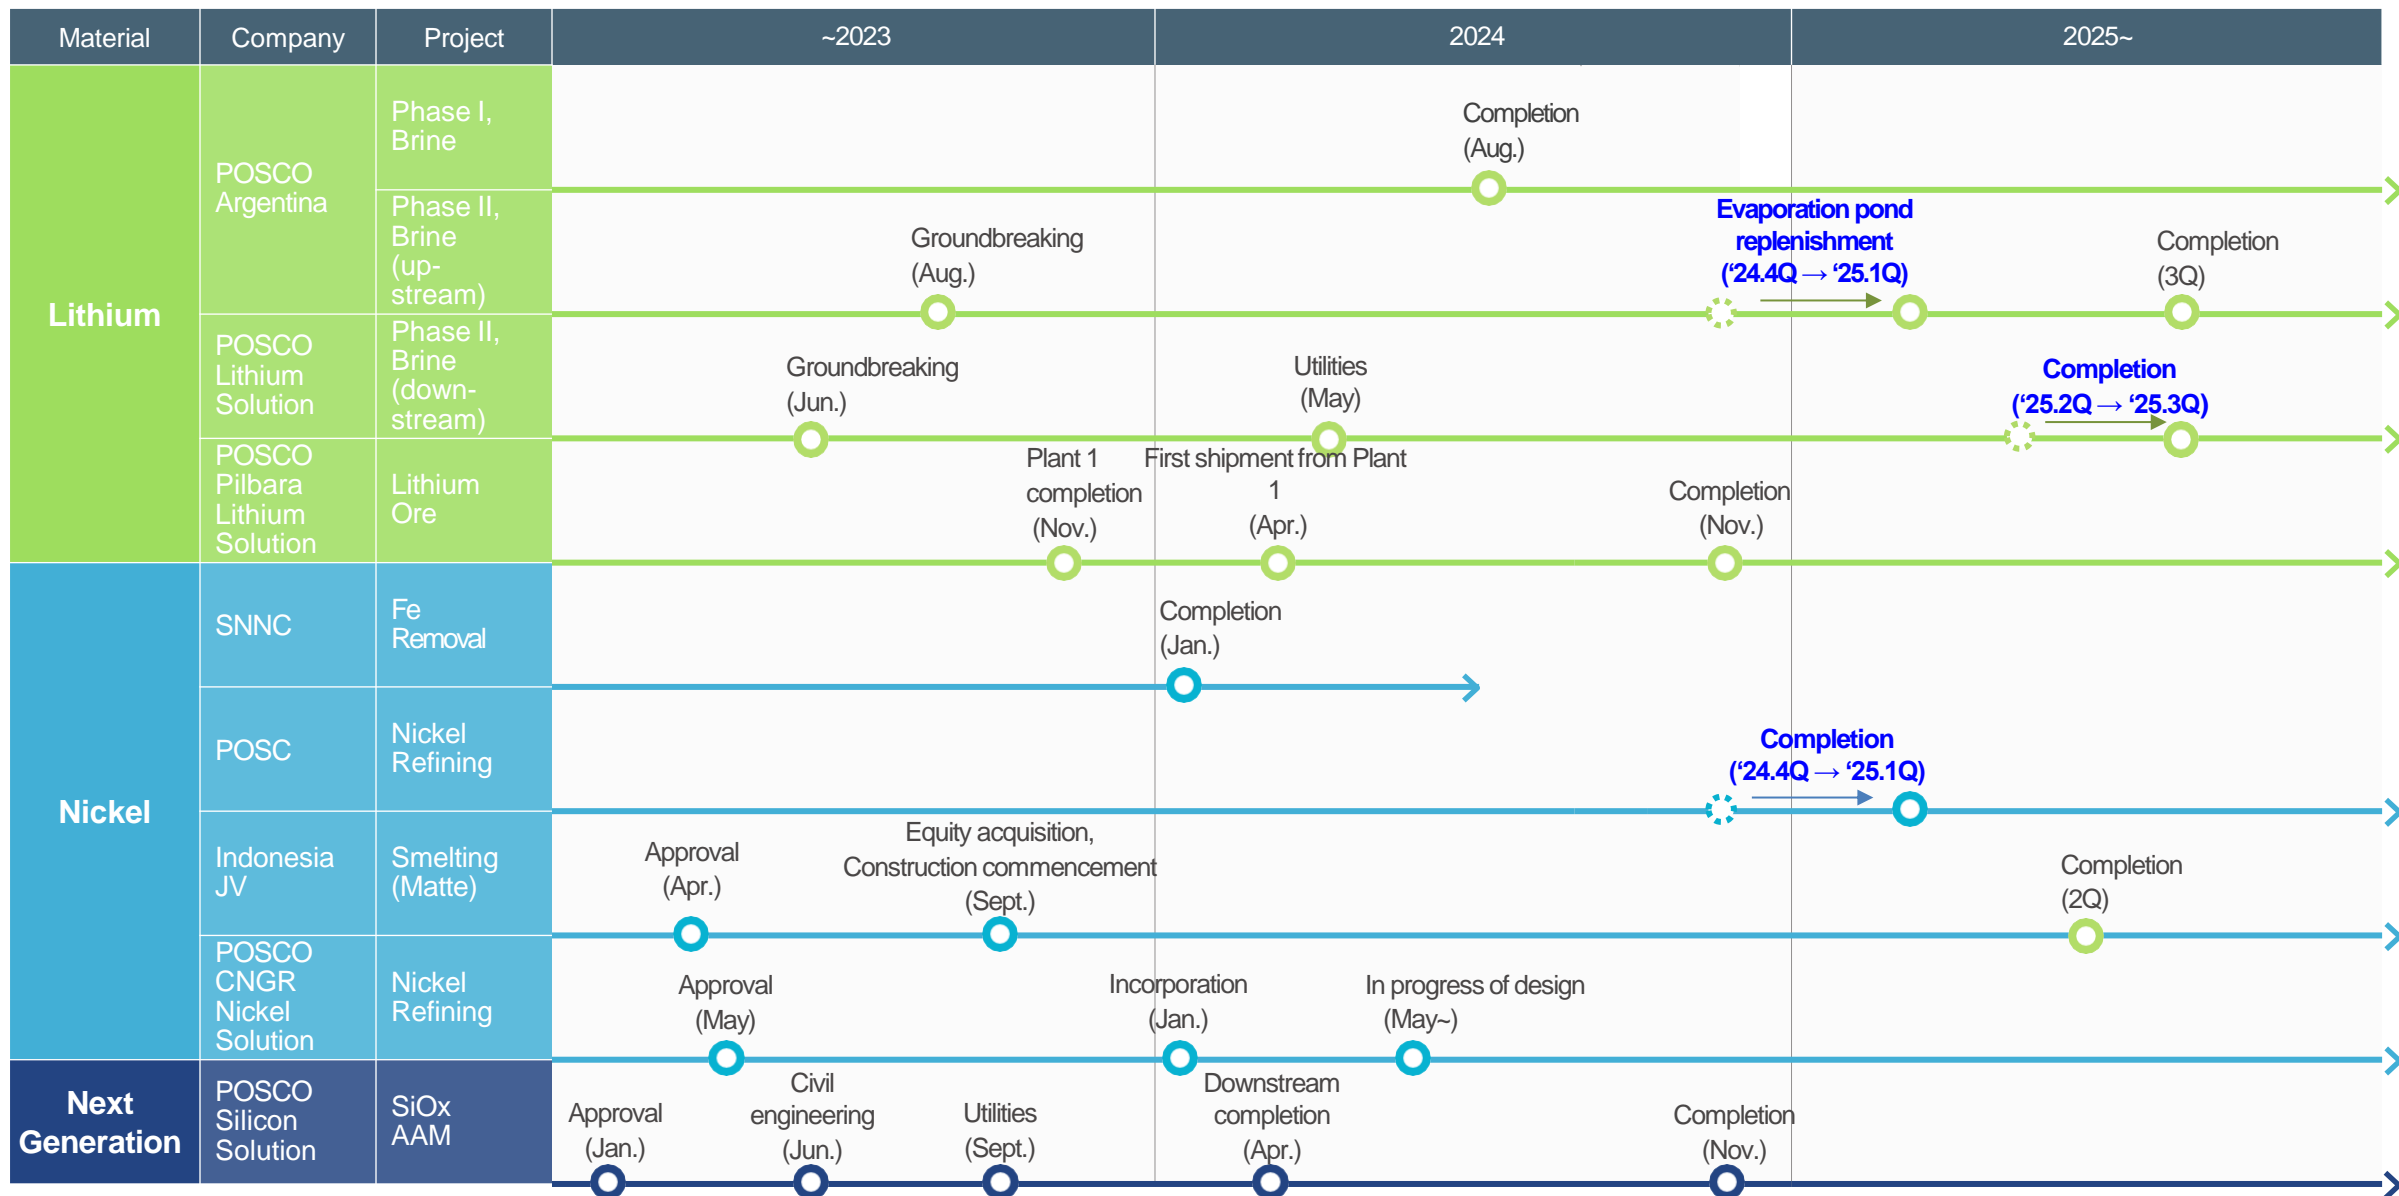 Material
Company
Project
~2023
2024
2025~
Lithium
POSCO
Argentina
Phase I,
Brine
Completion
(Aug.)
Phase II,
Brine
(up-
stream)
Groundbreaking
(Aug.)
Evaporation pond
replenishment
(‘24.4Q → ‘25.1Q)
Completion
(3Q)
POSCO
Lithium
Solution
Phase II,
Brine
(down-
stream)
Groundbreaking
(Jun.)
Utilities
(May)
Completion
(‘25.2Q → ‘25.3Q)
POSCO
Pilbara
Lithium
Solution
Lithium
Ore
Plant 1
completion
(Nov.)
First shipment from Plant
1
(Apr.)
Completion
(Nov.)
Nickel
SNNC
Fe
Removal
Completion
(Jan.)
POSC
Nickel
Refining
Completion
(‘24.4Q → ‘25.1Q)
Indonesia
JV
Smelting
(Matte)
Approval
(Apr.)
Equity acquisition,
Construction commencement
(Sept.)
Completion
(2Q)
POSCO
CNGR
Nickel
Solution
Nickel
Refining
Approval
(May)
Incorporation
(Jan.)
In progress of design
(May~)
Next
Generation
POSCO
Silicon
Solution
SiOx
AAM
Approval
(Jan.)
Civil
engineering
(Jun.)
Utilities
(Sept.)
Downstream
completion
(Apr.)
Completion
(Nov.)